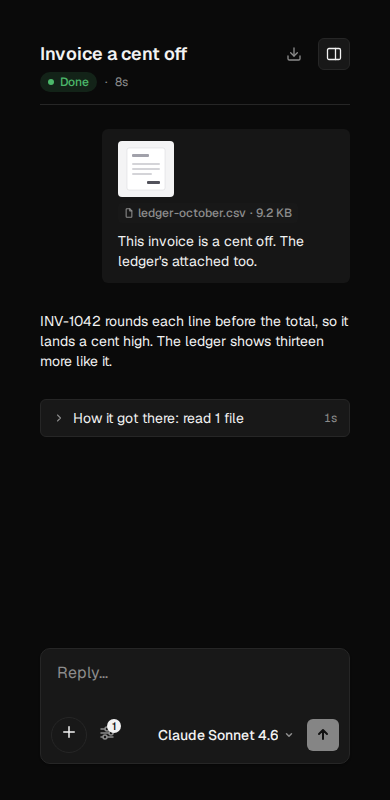 Invoice a cent off
Done · 8s
ledger-october.csv · 9.2 KB
This invoice is a cent off. The
ledger's attached too.
INV-1042 rounds each line before the total, so it
lands a cent high. The ledger shows thirteen
more like it.
How it got there: read 1 file 1s
Reply...
1
Claude Sonnet 4.6